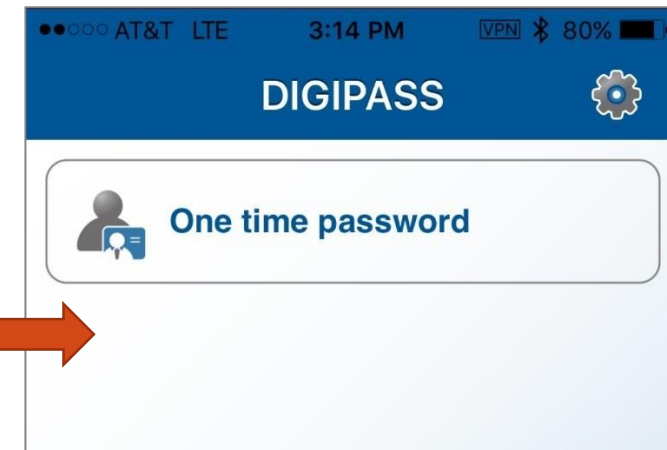 ●●○○○ AT&T LTE 3:14 PM VPN 80%
DIGIPASS
One time password